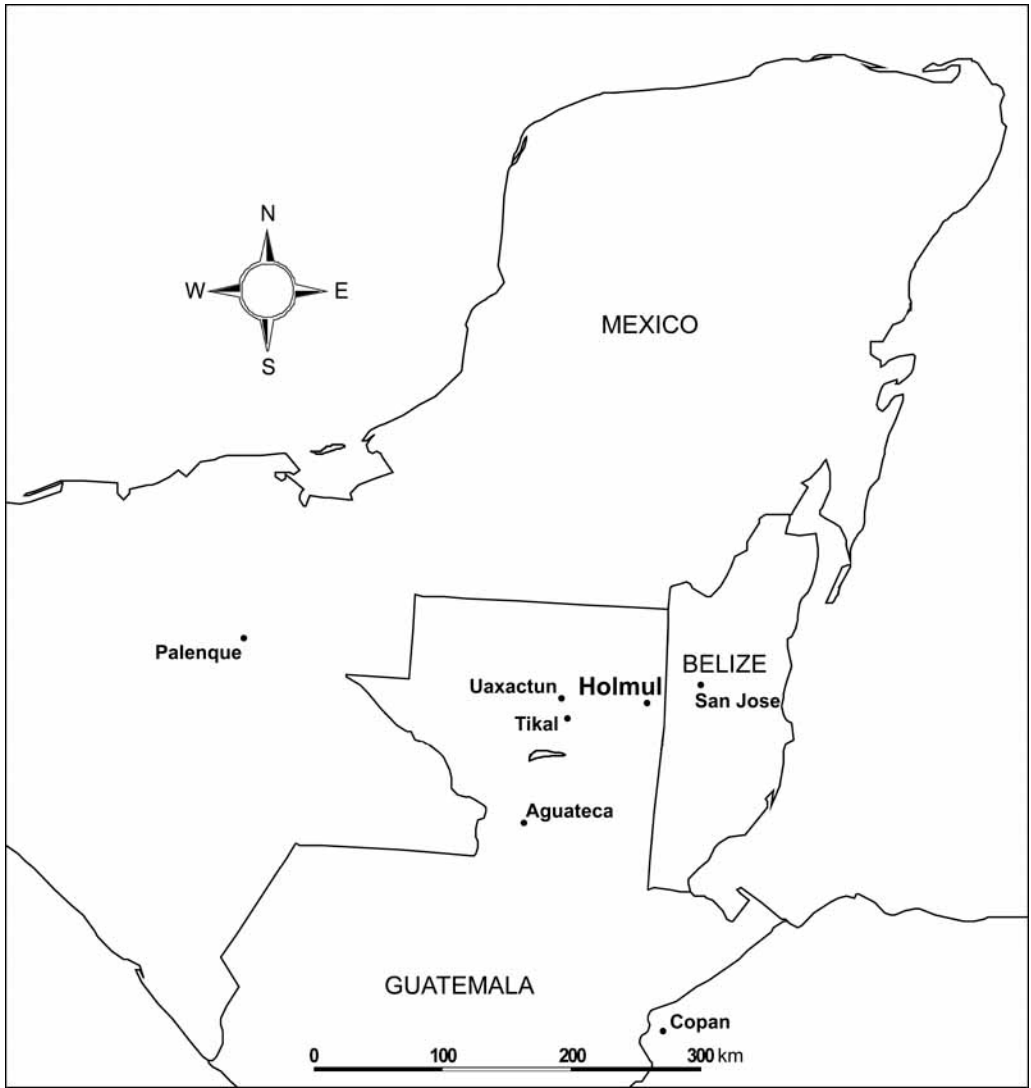 N
W E
S
MEXICO
Palenque
BELIZE
Uaxactun
Holmul
San Jose
Tikal
Aguateca
GUATEMALA
Copan
0 100 200 300 km